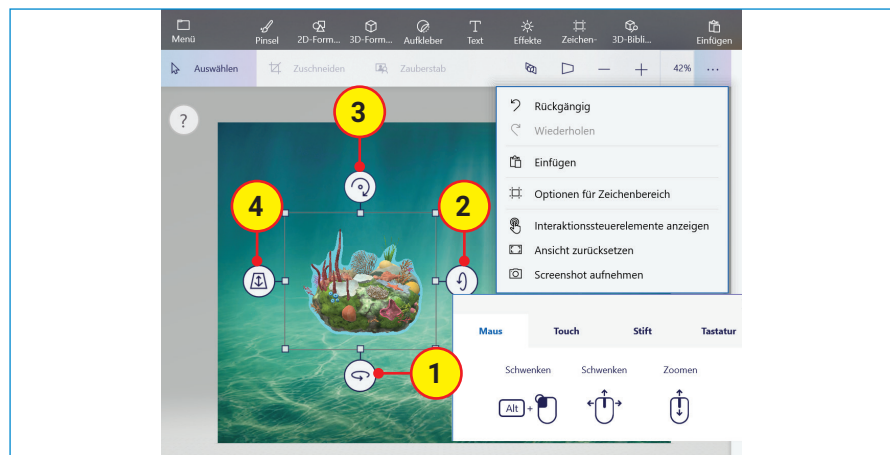 Menü Pinsel 2D-Form... 3D-Form... Aufkleber Text Effekte Zeichen- 3D-Bibli... Einfügen
Auswählen Zuschneiden Zauberstab 42% ...
?
3
4
2
1
Rückgängig
Wiederholen
Einfügen
Optionen für Zeichenbereich
Interaktionssteuerelemente anzeigen
Ansicht zurücksetzen
Screenshot aufnehmen
Maus Touch Stift Tastatur
Schwenken Schwenken Zoomen
Alt +